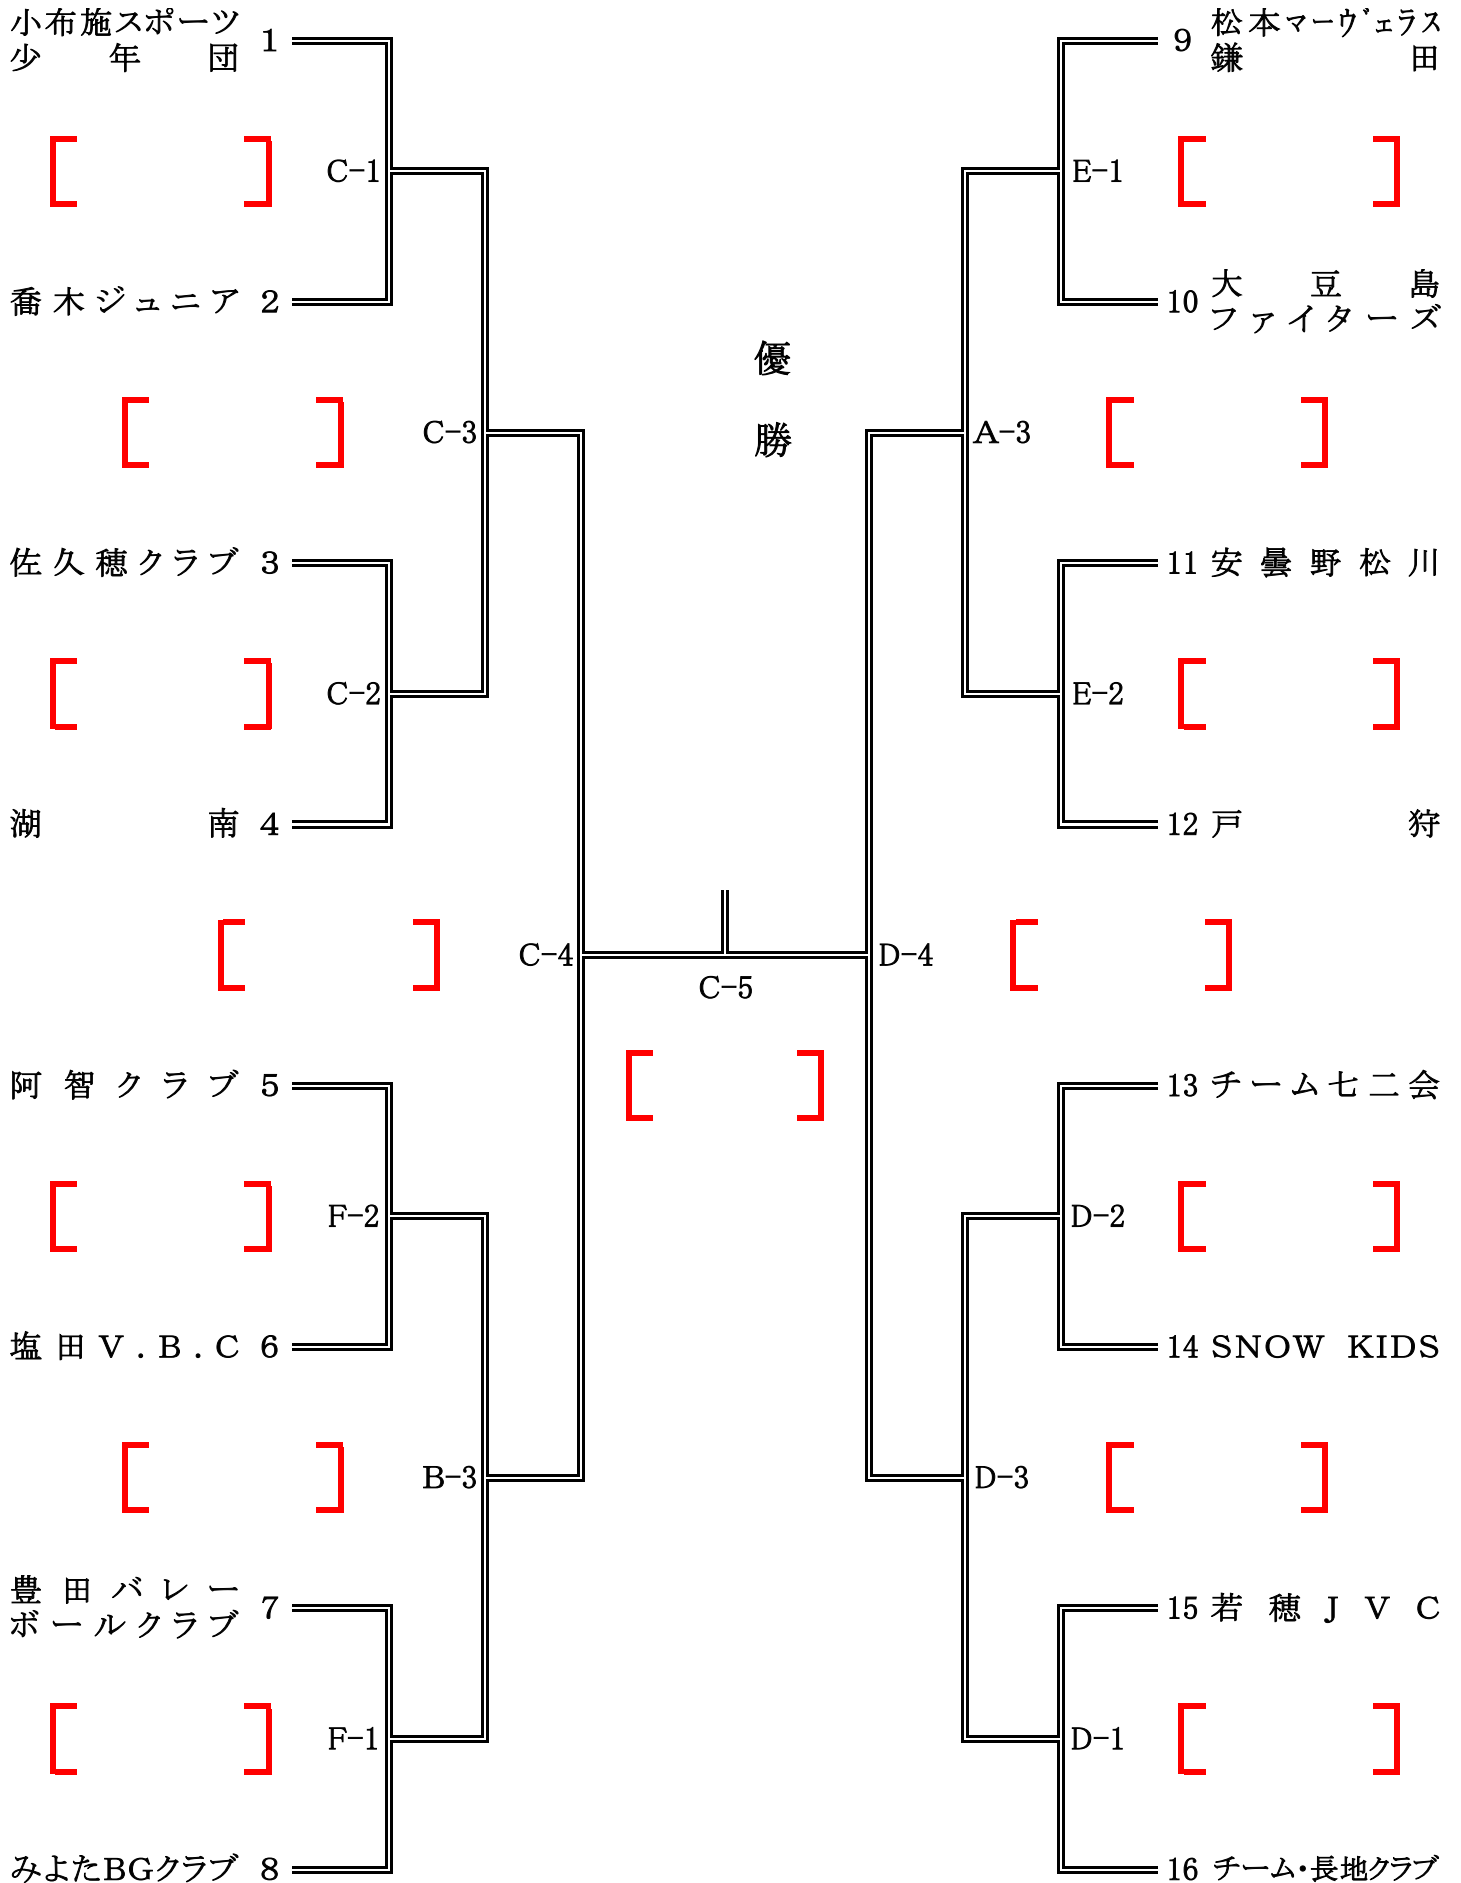 小布施スポーツ
少年団 1
C-1
喬木ジュニア 2
C-3
佐久穂クラブ 3
C-2
湖南 4
C-4
阿智クラブ 5
F-2
塩田V.B.C 6
B-3
豊田バレー
ボールクラブ 7
F-1
みよたBGクラブ 8
優
勝
C-5
9 松本マーヴェラス
鎌田
E-1
10 大豆島
ファイターズ
A-3
11 安曇野松川
E-2
12 戸狩
D-4
13 チーム七二会
D-2
14 SNOW KIDS
D-3
15 若穂JVC
D-1
16 チーム・長地クラブ